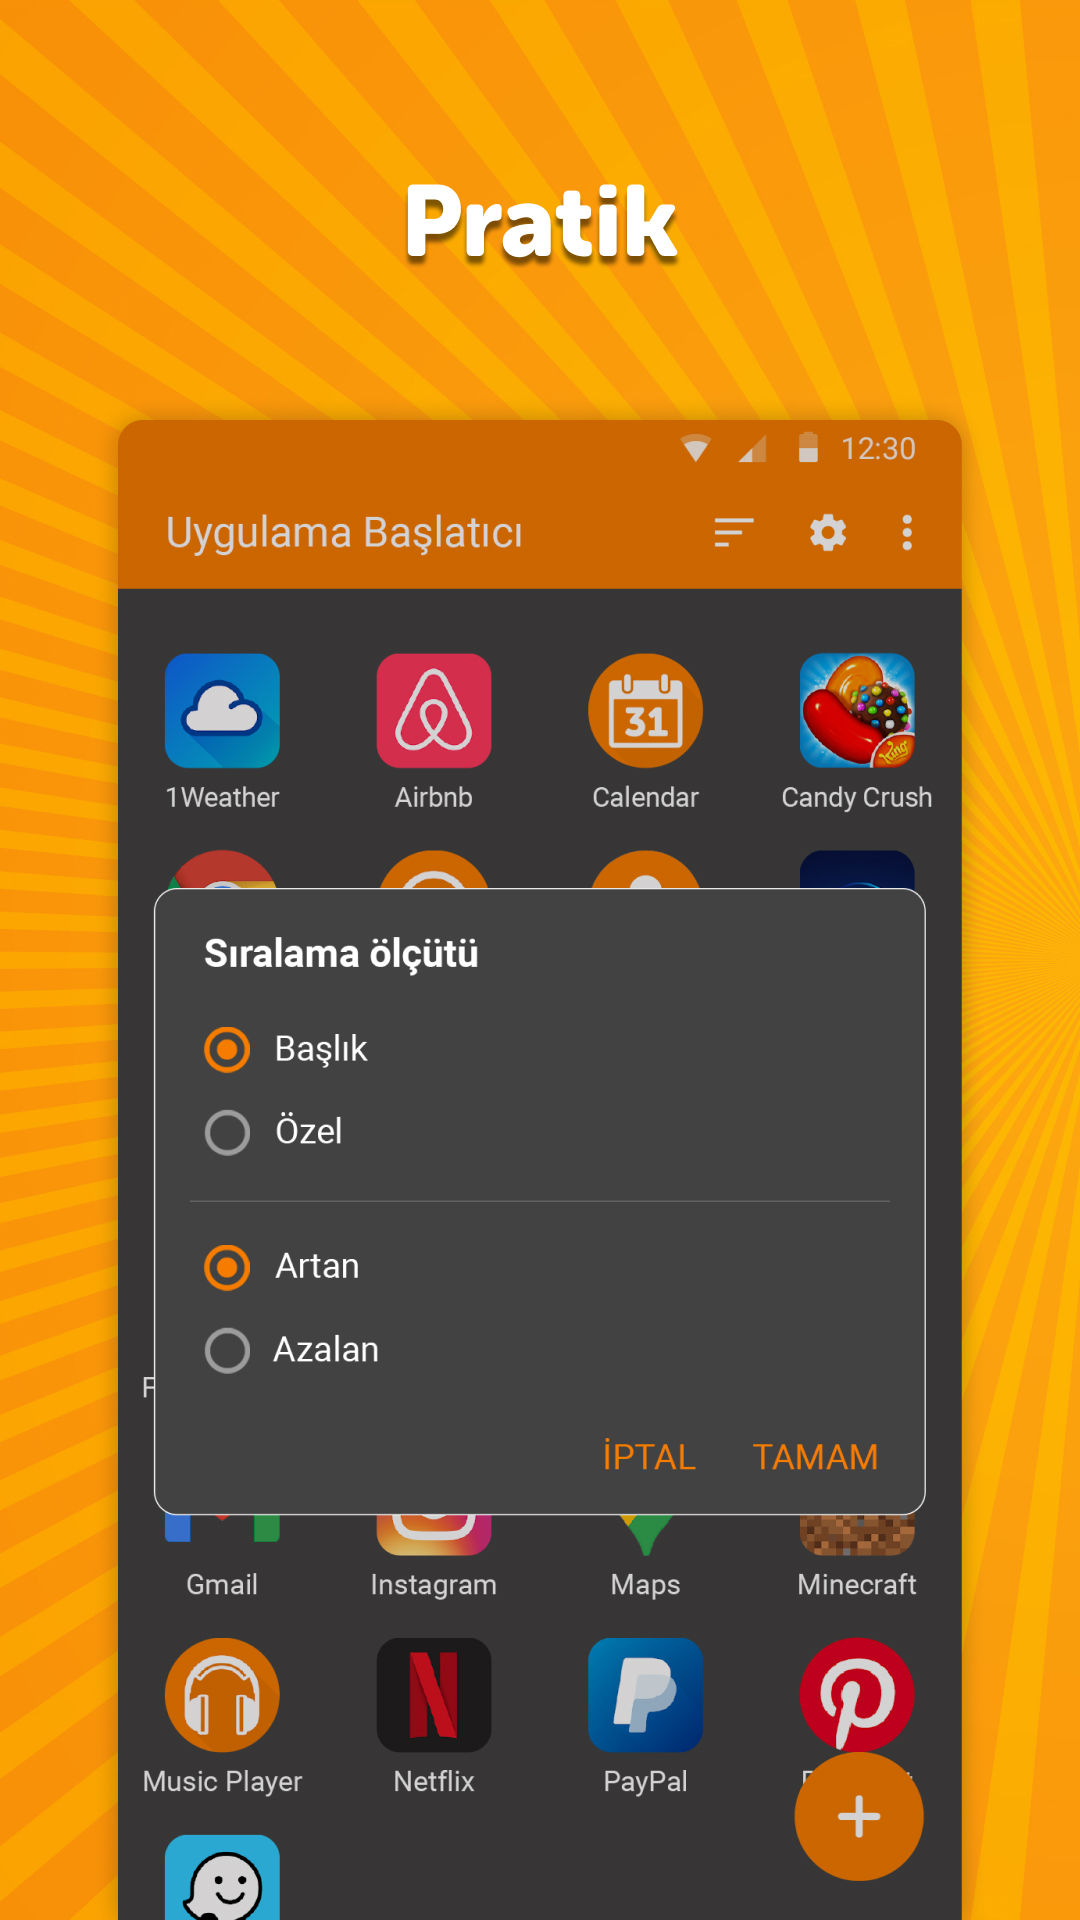 Pratik
12:30
Uygulama Başlatıcı
31
King
1Weather
Airbnb
Calendar
Candy Crush
Sıralama ölçütü
Başlık
Özel
Artan
Azalan
İPTAL
TAMAM
Gmail
Instagram
Maps
Minecraft
Music Player
Netflix
PayPal